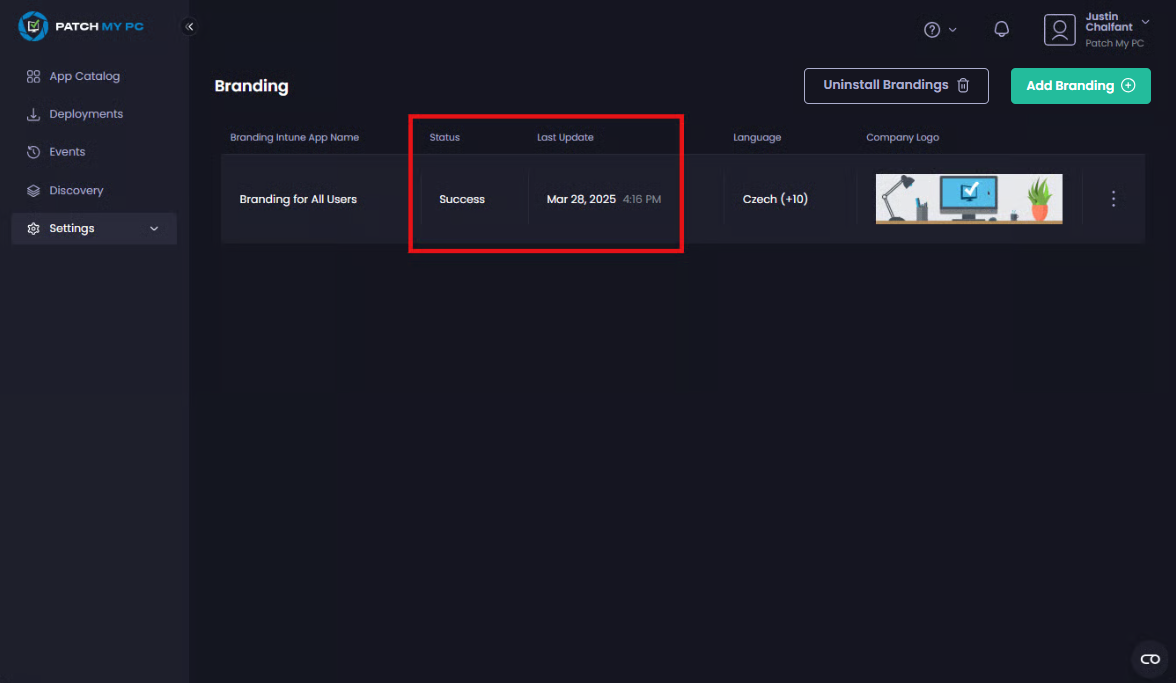 PATCH MY PC
Justin
Chalfant
Patch My PC
App Catalog
Deployments
Events
Discovery
Settings
Branding
Uninstall Brandings
Add Branding
Branding Intune App Name Status Last Update Language Company Logo
Branding for All Users Success Mar 28, 2025 4:16 PM Czech (+10)